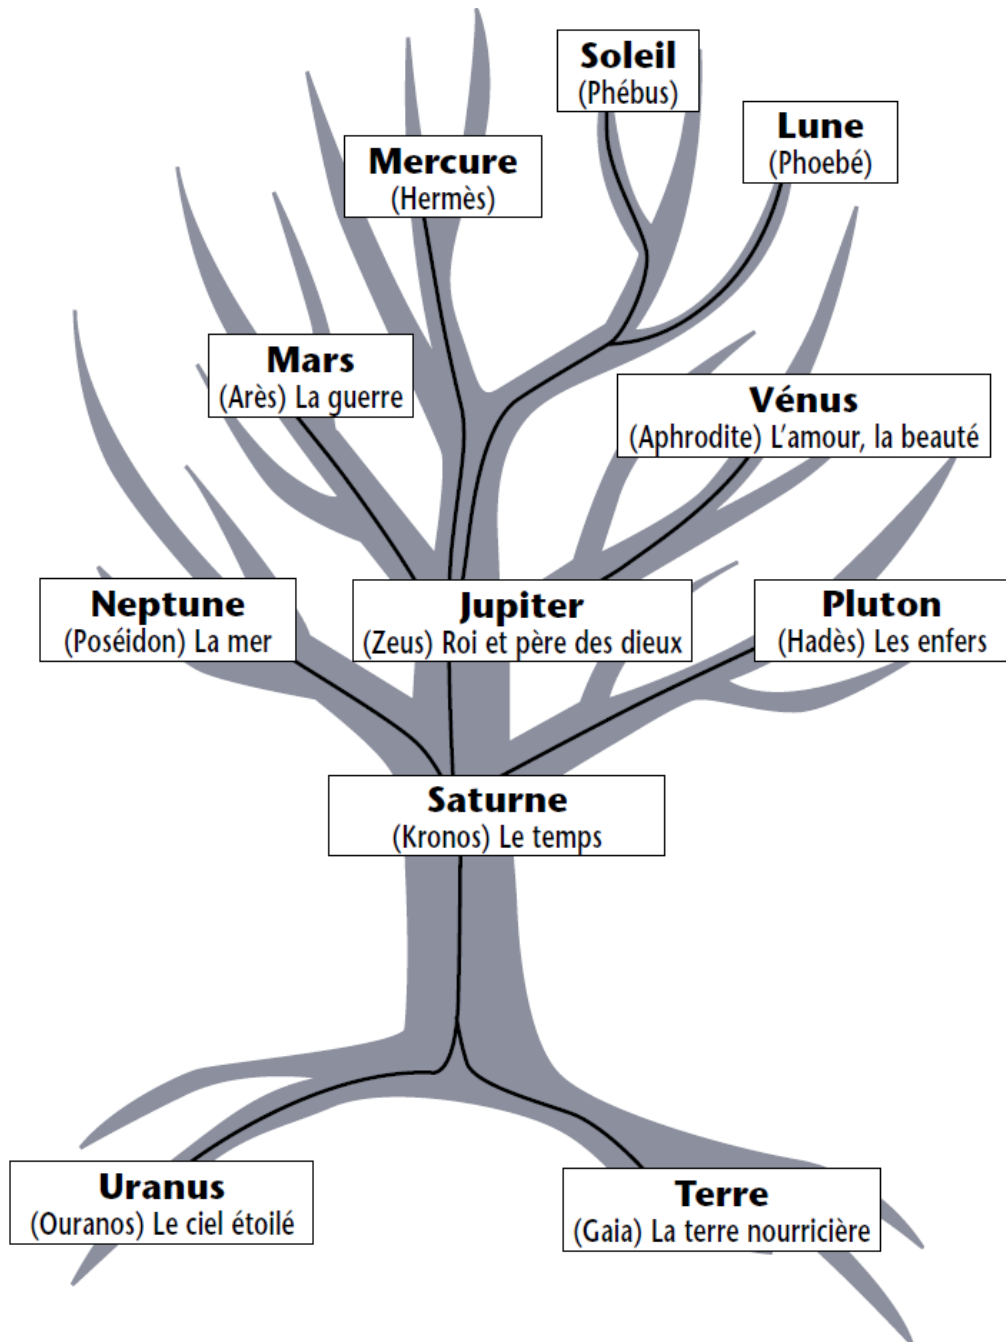 Soleil
(Phébus)
Lune
(Phoebé)
Mercure
(Hermès)
Mars
(Arès) La guerre
Vénus
(Aphrodite) L'amour, la beauté
Neptune
(Poséidon) La mer
Jupiter
(Zeus) Roi et père des dieux
Pluton
(Hadès) Les enfers
Saturne
(Kronos) Le temps
Uranus
(Ouranos) Le ciel étoilé
Terre
(Gaia) La terre nourricière